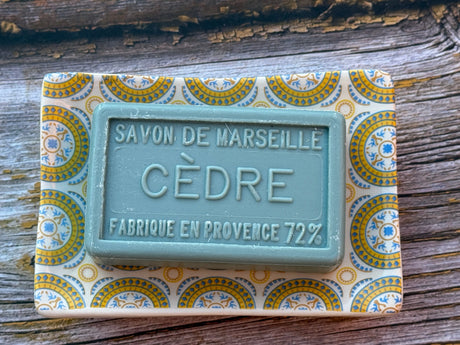 SAVON DE MARSEILLE
CÈDRE
FABRIQUE EN PROVENCE 72%